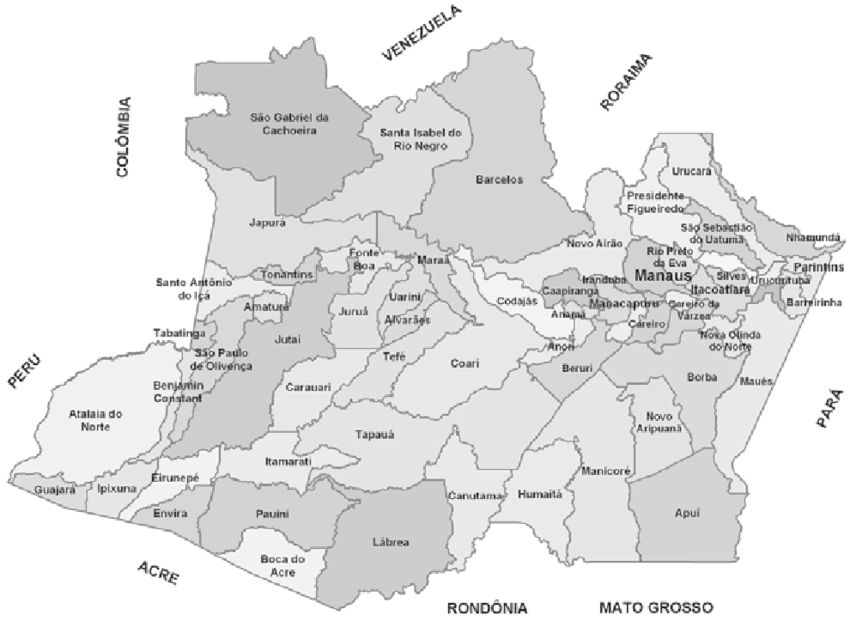 VENEZUELA
RORAIMA
COLÔMBIA
São Gabriel da
Cachoeira
Santa Isabel do
Rio Negro
Barcelos
Urucará
Presidente
Figueiredo
São Sebastião
do Uatumã
Nhamundá
Japurá
Novo Airão
Fonte
Boa
Maraã
Rio Preto
da Eva
Manaus
Parintins
Tonantins
Silves
Urucurituba
Santo Antônio
do Içá
Iranduba
Caapiranga
Itacoatiara
Barreirinha
Amaturá
Uarini
Codajás
Manacapuru
Careiro da
Várzea
Juruá
Alvarães
Anamã
Careiro
Tabatinga
Jutaí
Anori
Nova Olinda
do Norte
São Paulo
de Olivença
Tefé
Coari
Beruri
PERU
Benjamin
Constant
Carauari
Borba
Maués
Atalaia do
Norte
PARÁ
Novo
Aripuanã
Tapauá
Itamarati
Manicoré
Guajará
Ipixuna
Eirunepé
Canutama
Humaitá
Envira
Pauini
Apuí
Lábrea
Boca do
Acre
ACRE
RONDÔNIA
MATO GROSSO